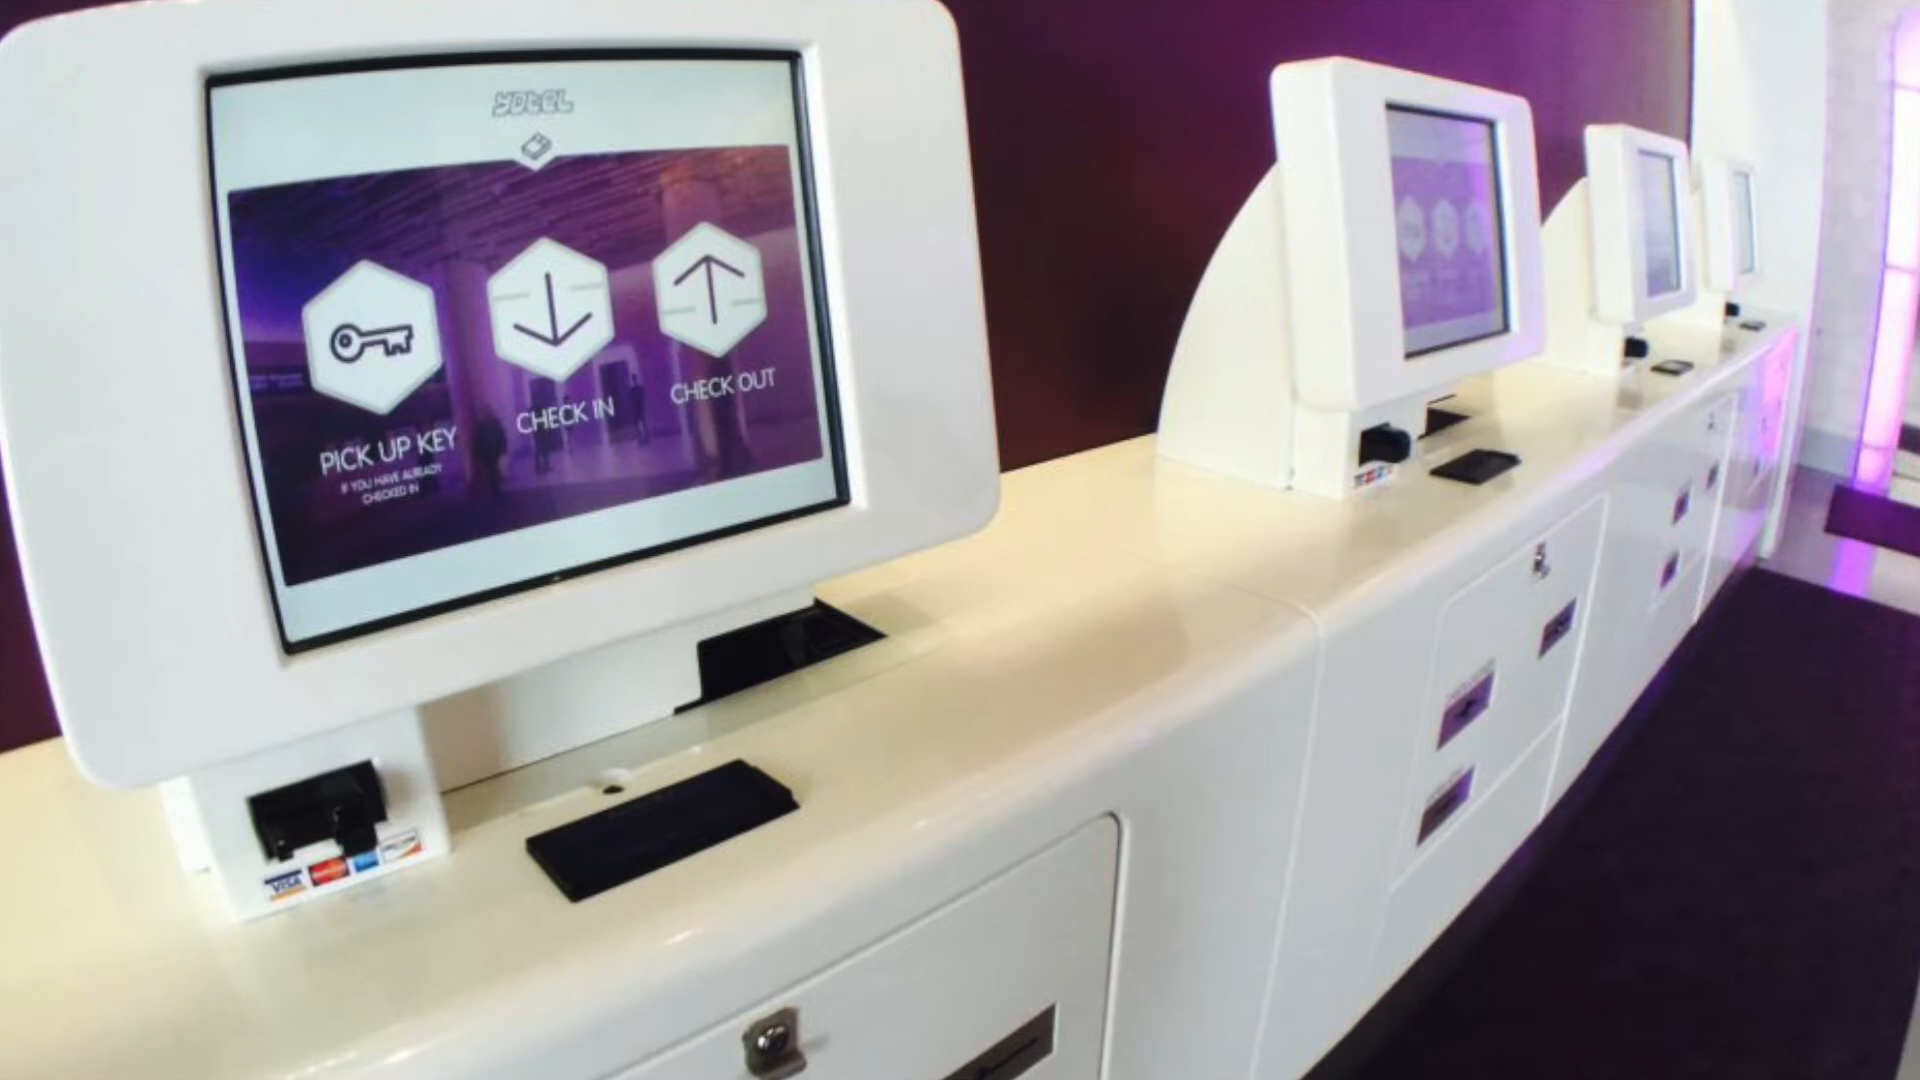 YOTEL
PICK UP KEY
IF YOU HAVE ALREADY
CHECKED IN
CHECK IN
CHECK OUT
VISA